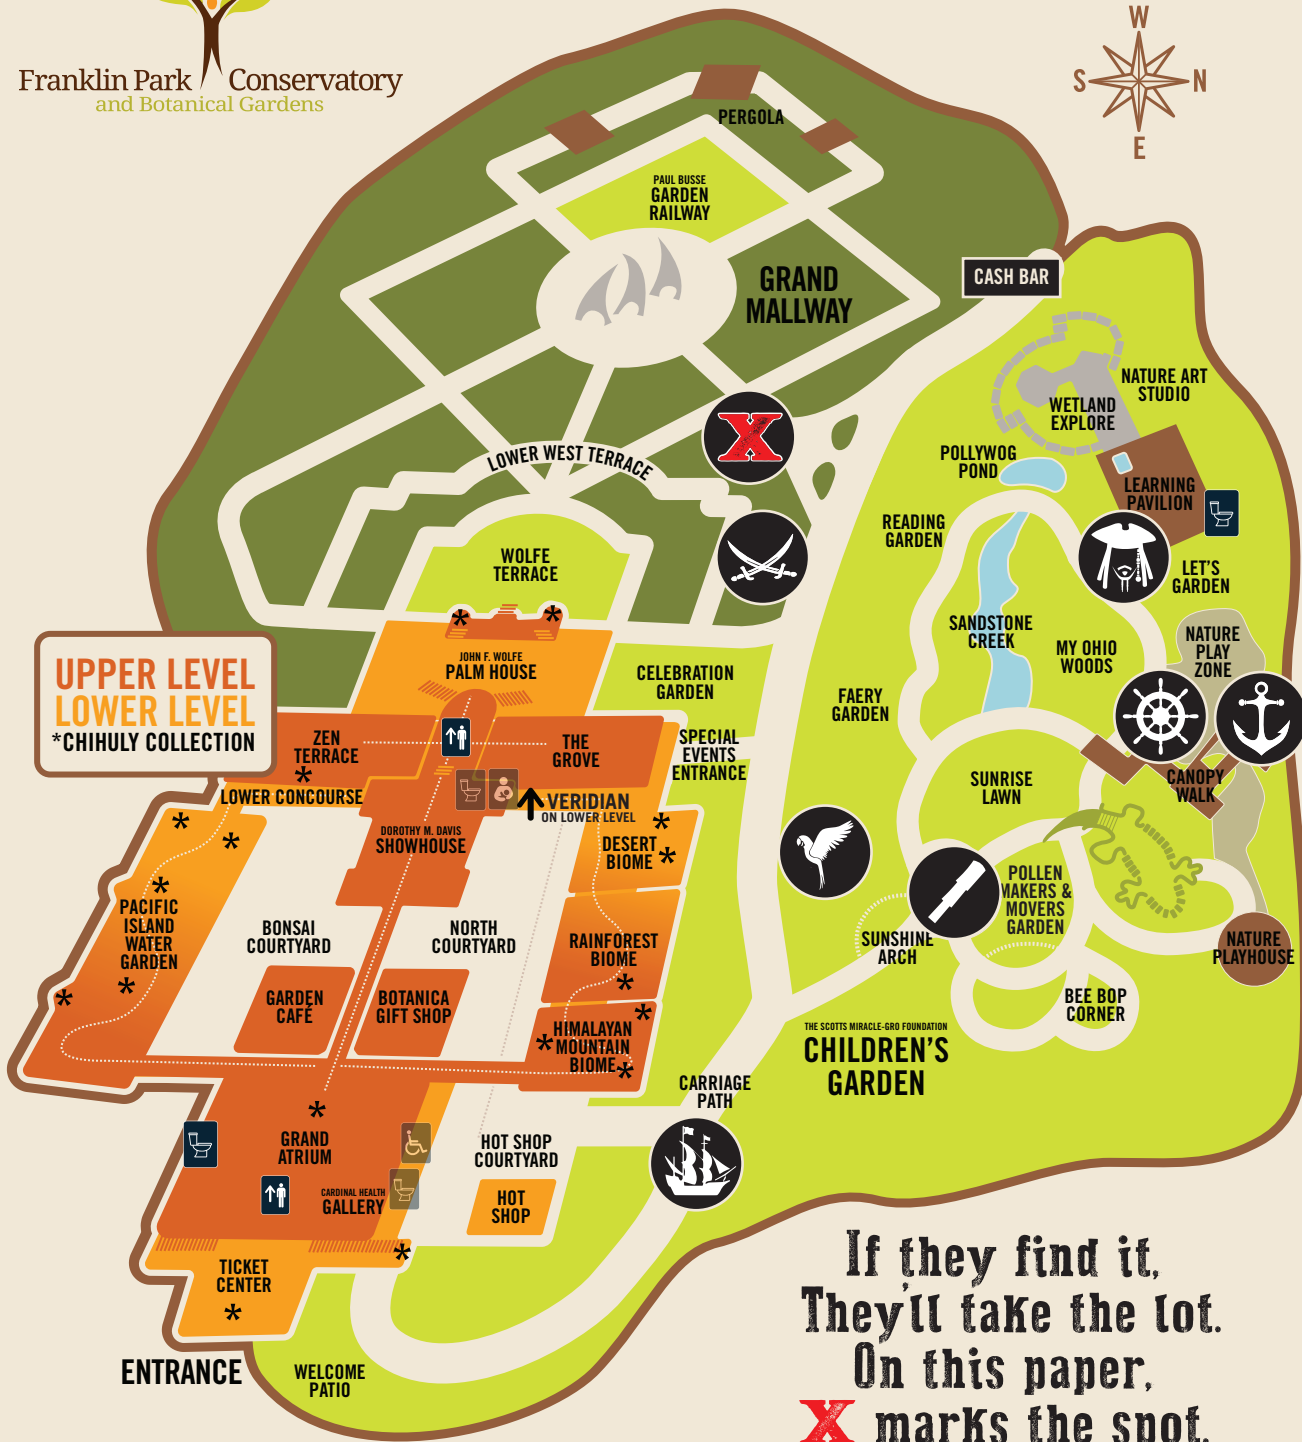 Franklin Park Conservatory
and Botanical Gardens
W
S N
E
PERGOLA
PAUL BUSSE
GARDEN
RAILWAY
GRAND
MALLWAY
CASH BAR
NATURE ART
STUDIO
WETLAND
EXPLORE
X
POLLYWOG
POND
LEARNING
PAVILION
LOWER WEST TERRACE
READING
GARDEN
WOLFE
TERRACE
LET'S
GARDEN
SANDSTONE
CREEK
MY OHIO
WOODS
NATURE
PLAY
ZONE
UPPER LEVEL
LOWER LEVEL
*CHIHULY COLLECTION
JOHN F. WOLFE
PALM HOUSE
CELEBRATION
GARDEN
FAERY
GARDEN
ZEN
TERRACE
THE
GROVE
SPECIAL
EVENTS
ENTRANCE
SUNRISE
LAWN
CANOPY
WALK
LOWER CONCOURSE
VERIDIAN
ON LOWER LEVEL
DOROTHY M. DAVIS
SHOWHOUSE
DESERT
BIOME
PACIFIC
ISLAND
WATER
GARDEN
BONSAI
COURTYARD
NORTH
COURTYARD
RAINFOREST
BIOME
SUNSHINE
ARCH
POLLEN
MAKERS &
MOVERS
GARDEN
NATURE
PLAYHOUSE
GARDEN
CAFÉ
BOTANICA
GIFT SHOP
BEE BOP
CORNER
HIMALAYAN
MOUNTAIN
BIOME
THE SCOTTS MIRACLE-GRO FOUNDATION
CHILDREN'S
GARDEN
CARRIAGE
PATH
GRAND
ATRIUM
HOT SHOP
COURTYARD
CARDINAL HEALTH
GALLERY
HOT
SHOP
TICKET
CENTER
ENTRANCE
WELCOME
PATIO
If they find it,
They'll take the lot.
On this paper,
X marks the spot.